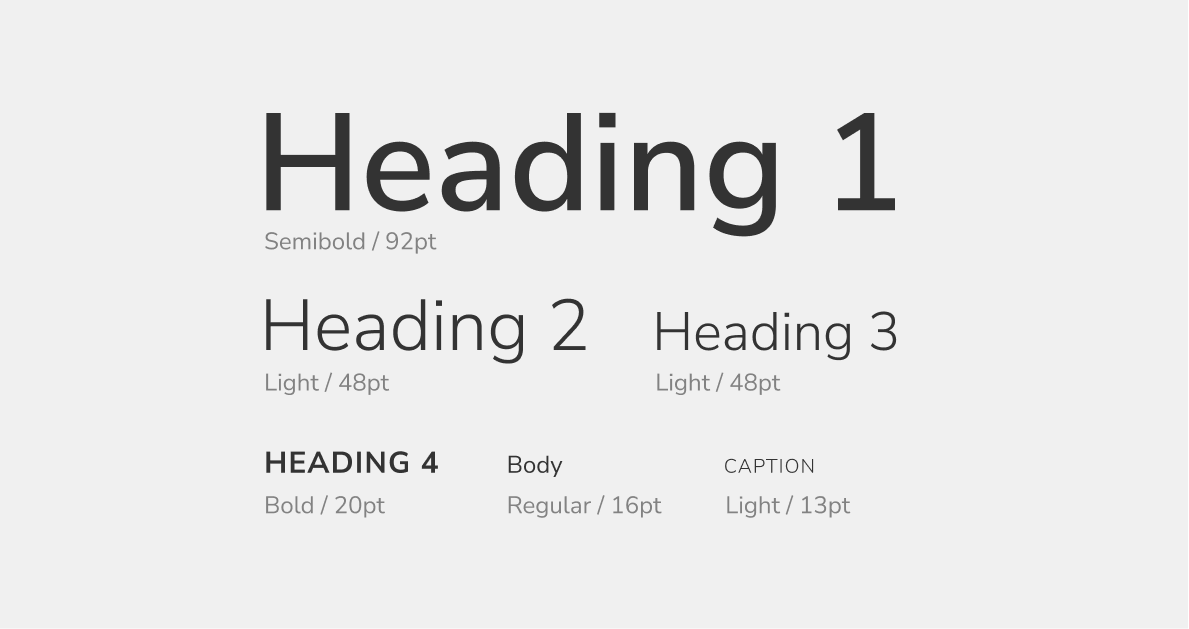 Heading 1
Semibold / 92pt
Heading 2
Light / 48pt
Heading 3
Light / 48pt
HEADING 4
Bold / 20pt
Body
Regular / 16pt
CAPTION
Light / 13pt